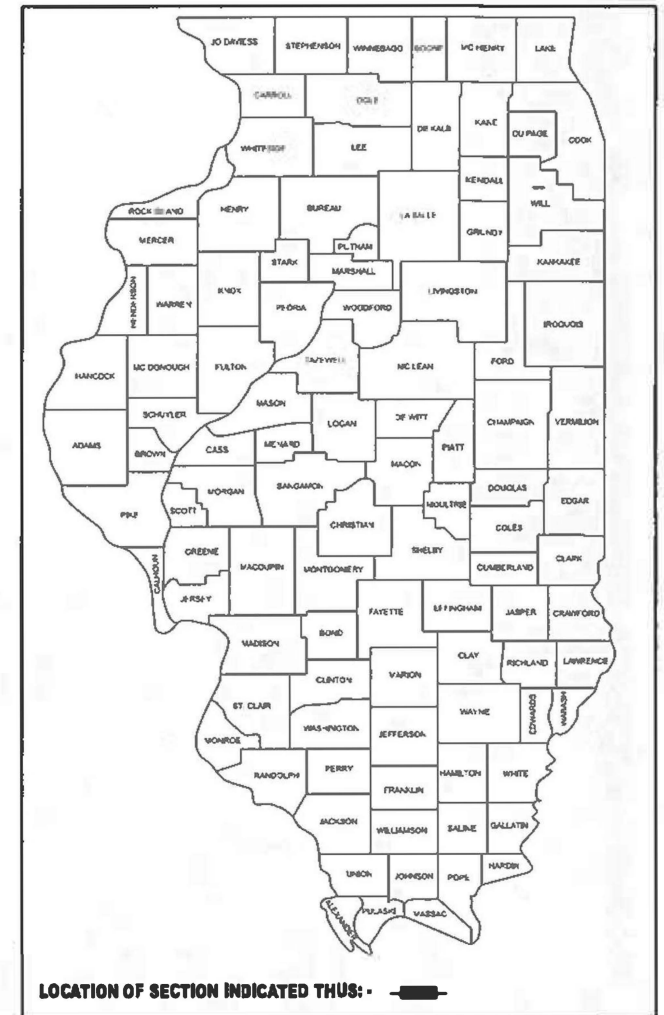 JO DAVIESS STEPHENSON WINNEBAGO BOONE MC HENRY LAKE
CARROLL OGLE
DE KALB KANE DU PAGE COOK
WHITESIDE LEE
KENDALL WILL
ROCK ISLAND HENRY BUREAU LA SALLE
GRUNDY
MERCER PUTNAM
STARK KANKAKEE
MARSHALL
HENDERSON WARREN KNOX PEORIA WOODFORD LIVINGSTON IROQUOIS
HANCOCK MC DONOUGH FULTON TAZEWELL MC LEAN FORD
MASON
SCHUYLER LOGAN DE WITT CHAMPAIGN VERMILION
ADAMS BROWN CASS MENARD PIATT
MACON
MORGAN SANGAMON DOUGLAS
PIKE SCOTT MOULTRIE EDGAR
CHRISTIAN COLES
GREENE SHELBY
CALHOUN MACOUPIN MONTGOMERY CUMBERLAND CLARK
JERSEY
FAYETTE EFFINGHAM JASPER CRAWFORD
MADISON BOND
CLAY RICHLAND LAWRENCE
CLINTON MARION
ST. CLAIR WAYNE EDWARDS WABASH
WASHINGTON JEFFERSON
MONROE
RANDOLPH PERRY HAMILTON WHITE
FRANKLIN
JACKSON WILLIAMSON SALINE GALLATIN
HARDIN
UNION JOHNSON POPE
ALEXANDER PULASKI MASSAC
LOCATION OF SECTION INDICATED THUS: -